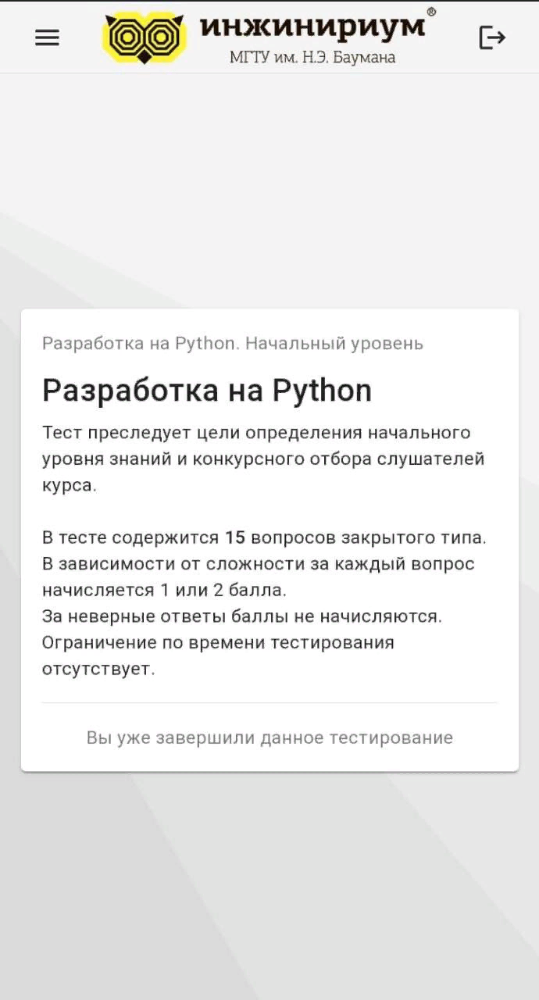 инжинириум®
МГТУ им. Н.Э. Баумана
Разработка на Python. Начальный уровень
Разработка на Python
Тест преследует цели определения начального
уровня знаний и конкурсного отбора слушателей
курса.
В тесте содержится 15 вопросов закрытого типа.
В зависимости от сложности за каждый вопрос
начисляется 1 или 2 балла.
За неверные ответы баллы не начисляются.
Ограничение по времени тестирования
отсутствует.
Вы уже завершили данное тестирование